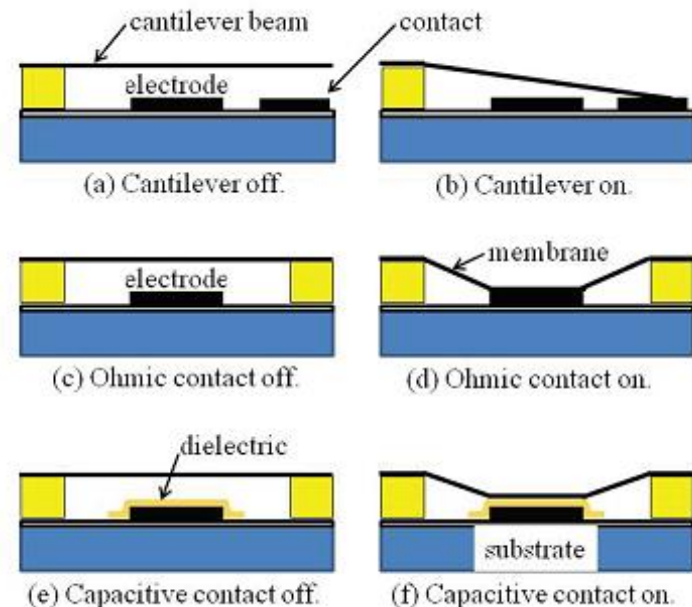 cantilever beam
contact
electrode
(a) Cantilever off.
(b) Cantilever on.
electrode
membrane
(c) Ohmic contact off.
(d) Ohmic contact on.
dielectric
substrate
(e) Capacitive contact off.
(f) Capacitive contact on.